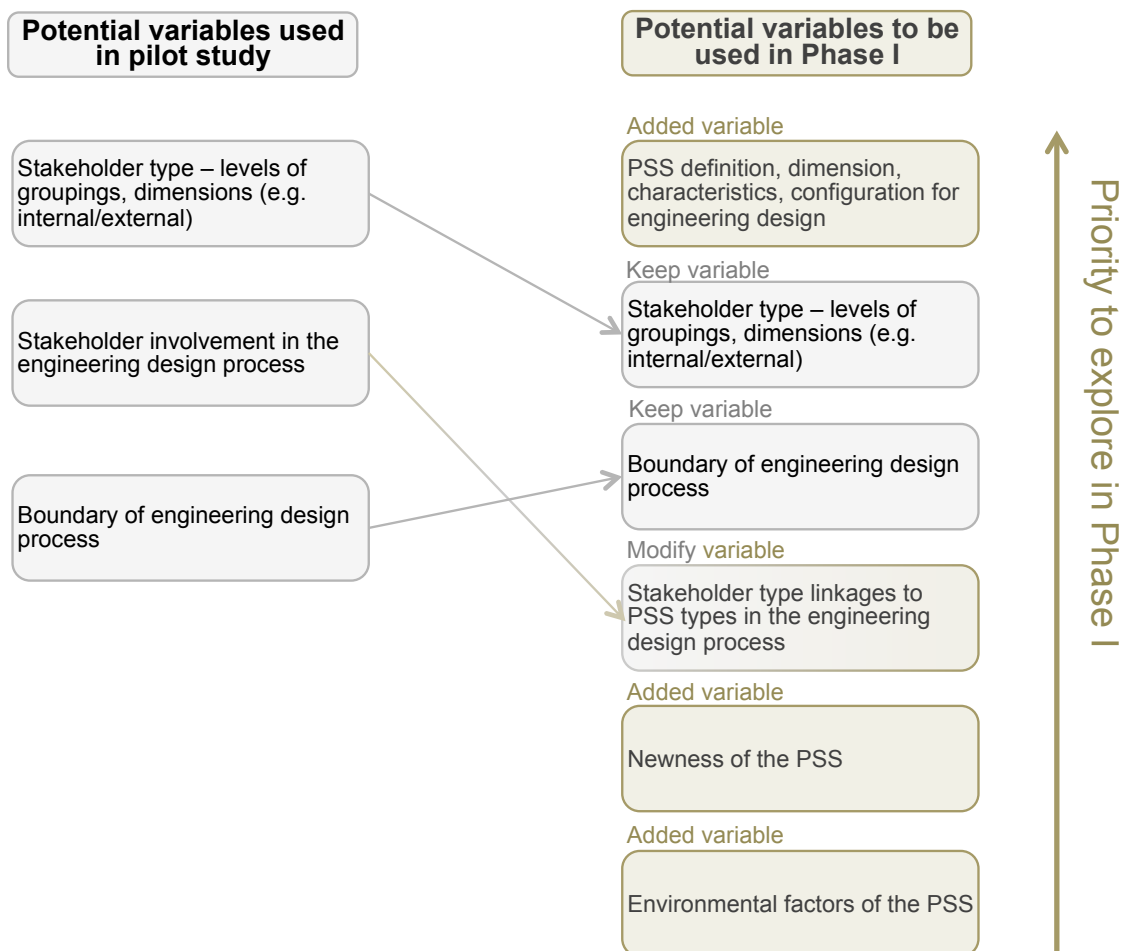 Potential variables used
in pilot study
Stakeholder type – levels of
groupings, dimensions (e.g.
internal/external)
Stakeholder involvement in the
engineering design process
Boundary of engineering design
process
Potential variables to be
used in Phase I
Added variable
PSS definition, dimension,
characteristics, configuration for
engineering design
Keep variable
Stakeholder type – levels of
groupings, dimensions (e.g.
internal/external)
Keep variable
Boundary of engineering design
process
Modify variable
Stakeholder type linkages to
PSS types in the engineering
design process
Added variable
Newness of the PSS
Added variable
Environmental factors of the PSS
Priority to explore in Phase I